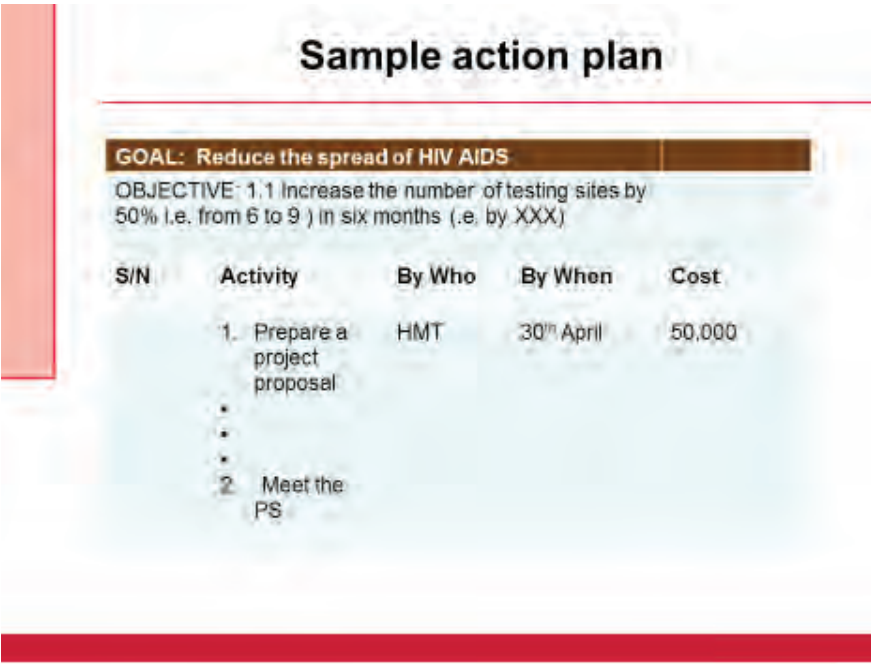 Sample action plan
GOAL: Reduce the spread of HIV AIDS
OBJECTIVE: 1.1 Increase the number of testing sites by
50% i.e. from 6 to 9 ) in six months (.e. by XXX)
S/N Activity By Who By When Cost
1. Prepare a HMT 30th April 50,000
project
proposal
•
•
•
2. Meet the
PS